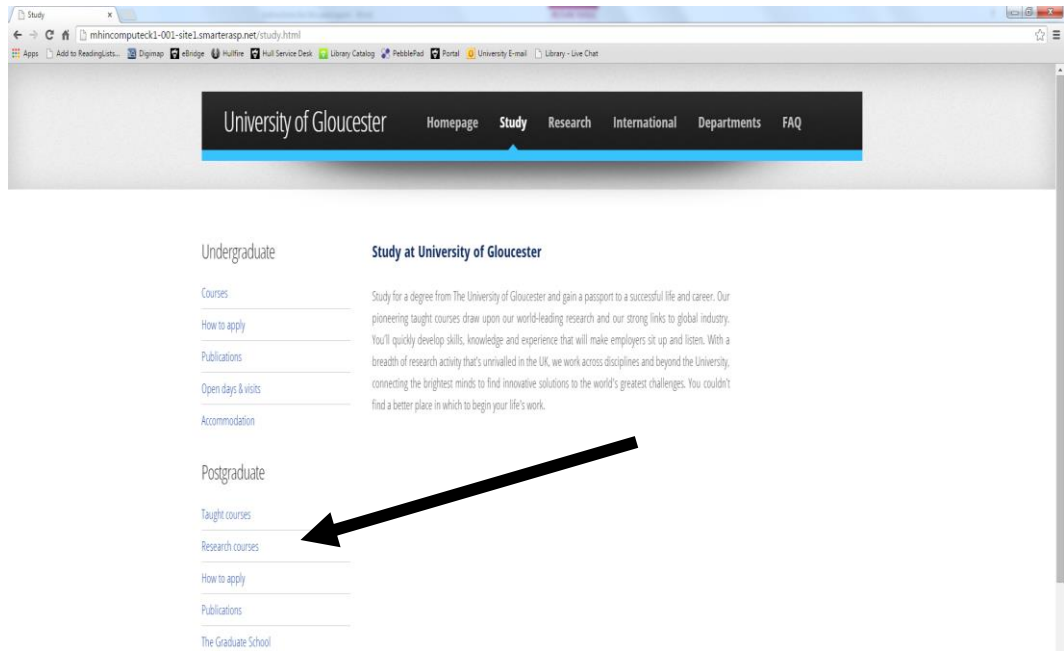 Study
mhincomputeck1-001-site1.smarterasp.net/study.html
Apps Add to ReadingLists... Digimap eBridge Hullfire Hull Service Desk Library Catalog PebblePad Portal University E-mail Library - Live Chat
University of Gloucester Homepage Study Research International Departments FAQ
Undergraduate
Courses
How to apply
Publications
Open days & visits
Accommodation
Postgraduate
Taught courses
Research courses
How to apply
Publications
The Graduate School
Study at University of Gloucester
Study for a degree from The University of Gloucester and gain a passport to a successful life and career. Our
pioneering taught courses draw upon our world-leading research and our strong links to global industry.
You'll quickly develop skills, knowledge and experience that will make employers sit up and listen. With a
breadth of research activity that's unrivalled in the UK, we work across disciplines and beyond the University,
connecting the brightest minds to find innovative solutions to the world's greatest challenges. You couldn't
find a better place in which to begin your life's work.